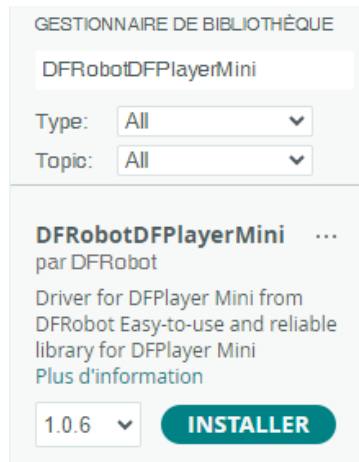 GESTIONNAIRE DE BIBLIOTHÈQUE
DFRobotDFPlayerMini
Type: All
Topic: All
DFRobotDFPlayerMini ...
par DFRobot
Driver for DFPlayer Mini from
DFRobot Easy-to-use and reliable
library for DFPlayer Mini
Plus d'information
1.0.6 INSTALLER